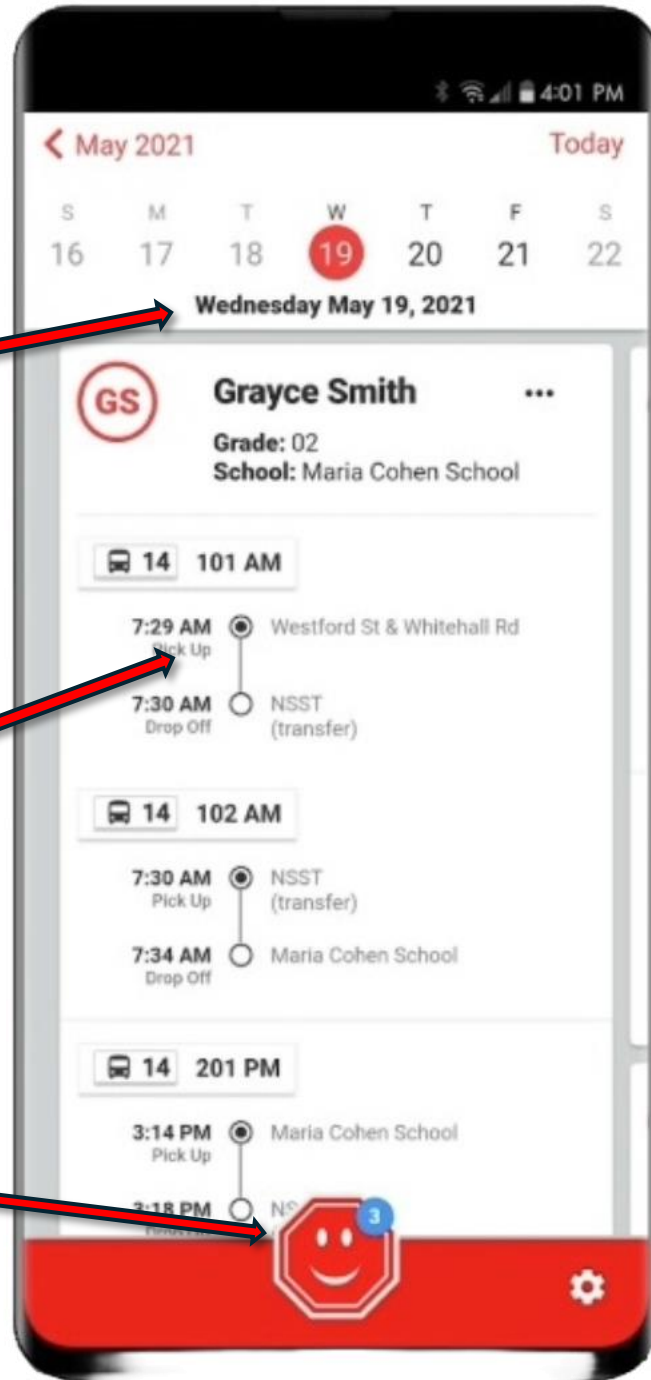 4:01 PM
May 2021 Today
S M T W T F S
16 17 18 19 20 21 22
Wednesday May 19, 2021
GS
Grayce Smith
Grade: 02
School: Maria Cohen School
14 101 AM
7:29 AM Westford St & Whitehall Rd
Pick Up
7:30 AM NSST
Drop Off (transfer)
14 102 AM
7:30 AM NSST
Pick Up (transfer)
7:34 AM Maria Cohen School
Drop Off
14 201 PM
3:14 PM Maria Cohen School
Pick Up
3:18 PM
3